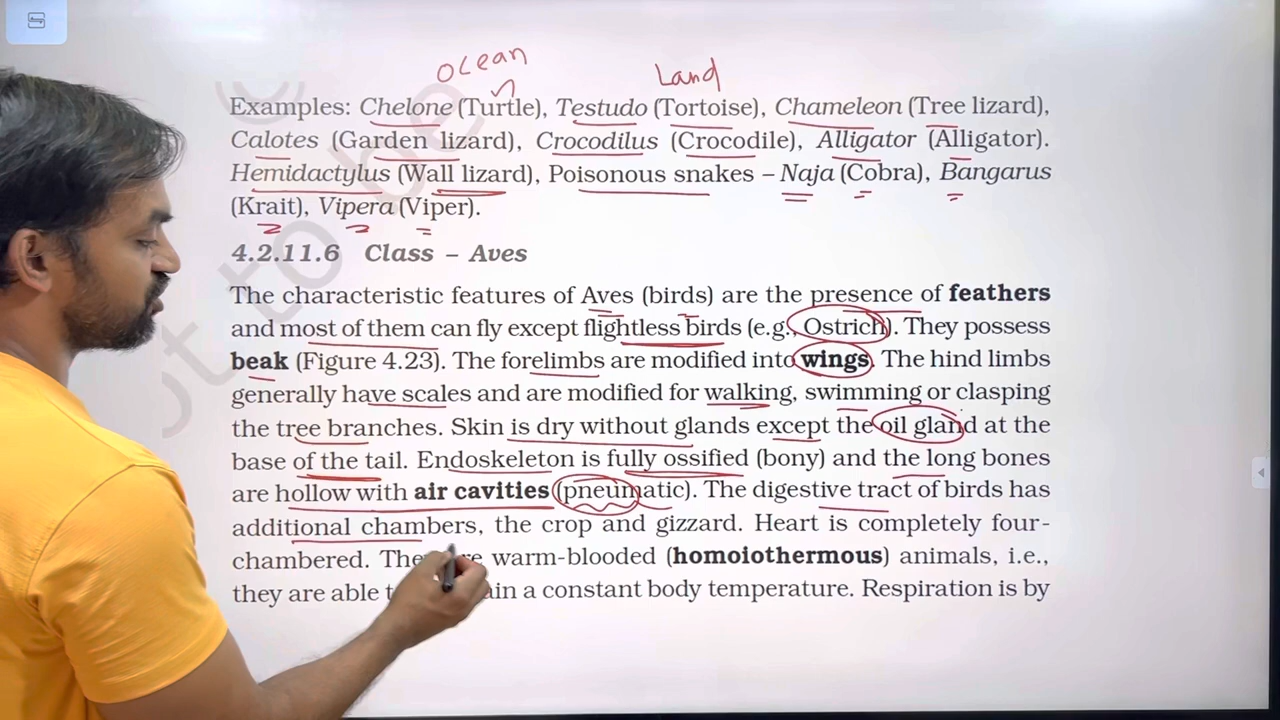 ocean
Land
Examples: Chelone (Turtle), Testudo (Tortoise), Chameleon (Tree lizard),
Calotes (Garden lizard), Crocodilus (Crocodile), Alligator (Alligator).
Hemidactylus (Wall lizard), Poisonous snakes – Naja (Cobra), Bangarus
(Krait), Vipera (Viper).
4.2.11.6 Class – Aves
The characteristic features of Aves (birds) are the presence of feathers
and most of them can fly except flightless birds (e.g., Ostrich). They possess
beak (Figure 4.23). The forelimbs are modified into wings. The hind limbs
generally have scales and are modified for walking, swimming or clasping
the tree branches. Skin is dry without glands except the oil gland at the
base of the tail. Endoskeleton is fully ossified (bony) and the long bones
are hollow with air cavities (pneumatic). The digestive tract of birds has
additional chambers, the crop and gizzard. Heart is completely four-
chambered. They are warm-blooded (homoiothermous) animals, i.e.,
they are able a constant body temperature. Respiration is by
not to be